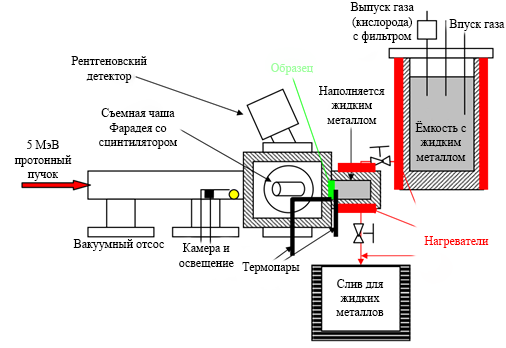 Выпуск газа
(кислорода)
с фильтром
Впуск газа
Рентгеновский
детектор
Образец
Наполняется
жидким
металлом
Съемная чаша
Фарадея со
сцинтилятором
Ёмкость с
жидким
металлом
5 МэВ
протонный
пучок
Вакуумный отсос
Камера и
освещение
Термопары
Нагреватели
Слив для
жидких
металлов